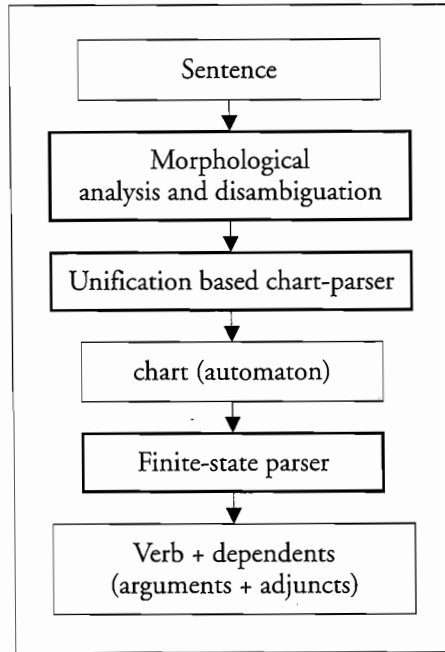 Sentence
Morphological
analysis and disambiguation
Unification based chart-parser
chart (automaton)
Finite-state parser
Verb + dependents
(arguments + adjuncts)